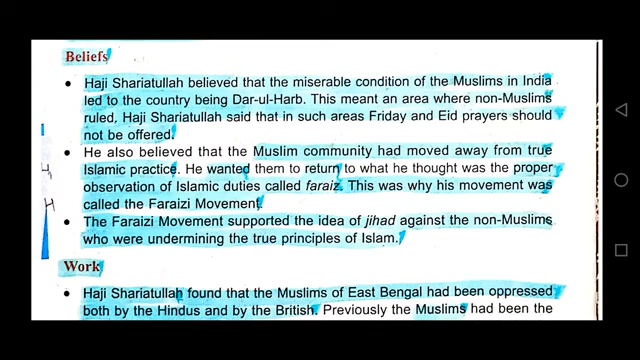 Beliefs
Haji Shariatullah believed that the miserable condition of the Muslims in India
led to the country being Dar-ul-Harb. This meant an area where non-Muslims
ruled, Haji Shariatullah said that in such areas Friday and Eid prayers should
not be offered.
He also believed that the Muslim community had moved away from true
Islamic practice. He wanted them to return to what he thought was the proper
observation of Islamic duties called faraiz. This was why his movement was
called the Faraizi Movement.
The Faraizi Movement supported the idea of jihad against the non-Muslims
who were undermining the true principles of Islam.
Work
Haji Shariatullah found that the Muslims of East Bengal had been oppressed
both by the Hindus and by the British. Previously the Muslims had been the